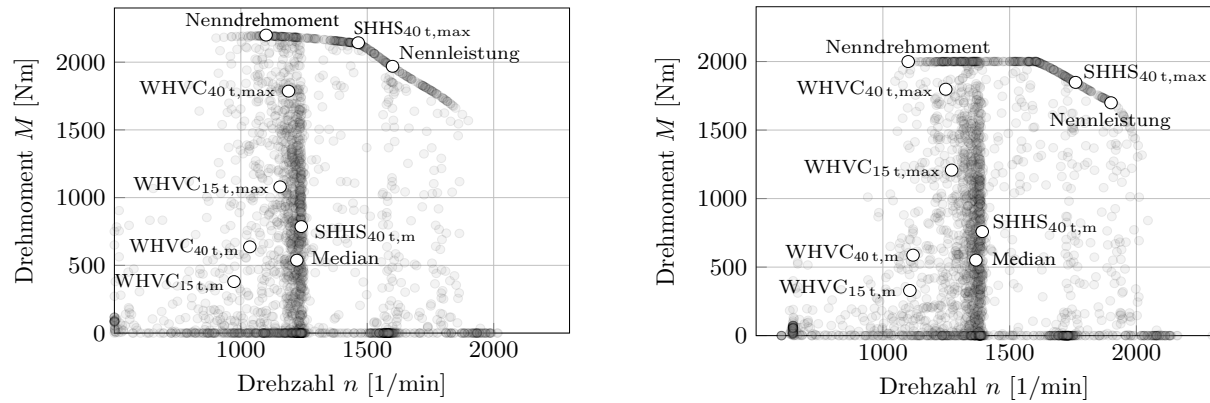 Nenndrehmoment
SHHS40 t,max
Nennleistung
WHVC40 t,max
WHVC15 t,max
SHHS40 t,m
WHVC40 t,m
Median
WHVC15 t,m
2000
1500
1000
500
0
1000
1500
2000
Drehmoment M [Nm]
Drehzahl n [1/min]
Nenndrehmoment
SHHS40 t,max
WHVC40 t,max
Nennleistung
WHVC15 t,max
SHHS40 t,m
WHVC40 t,m
Median
WHVC15 t,m
2000
1500
1000
500
0
1000
1500
2000
Drehmoment M [Nm]
Drehzahl n [1/min]